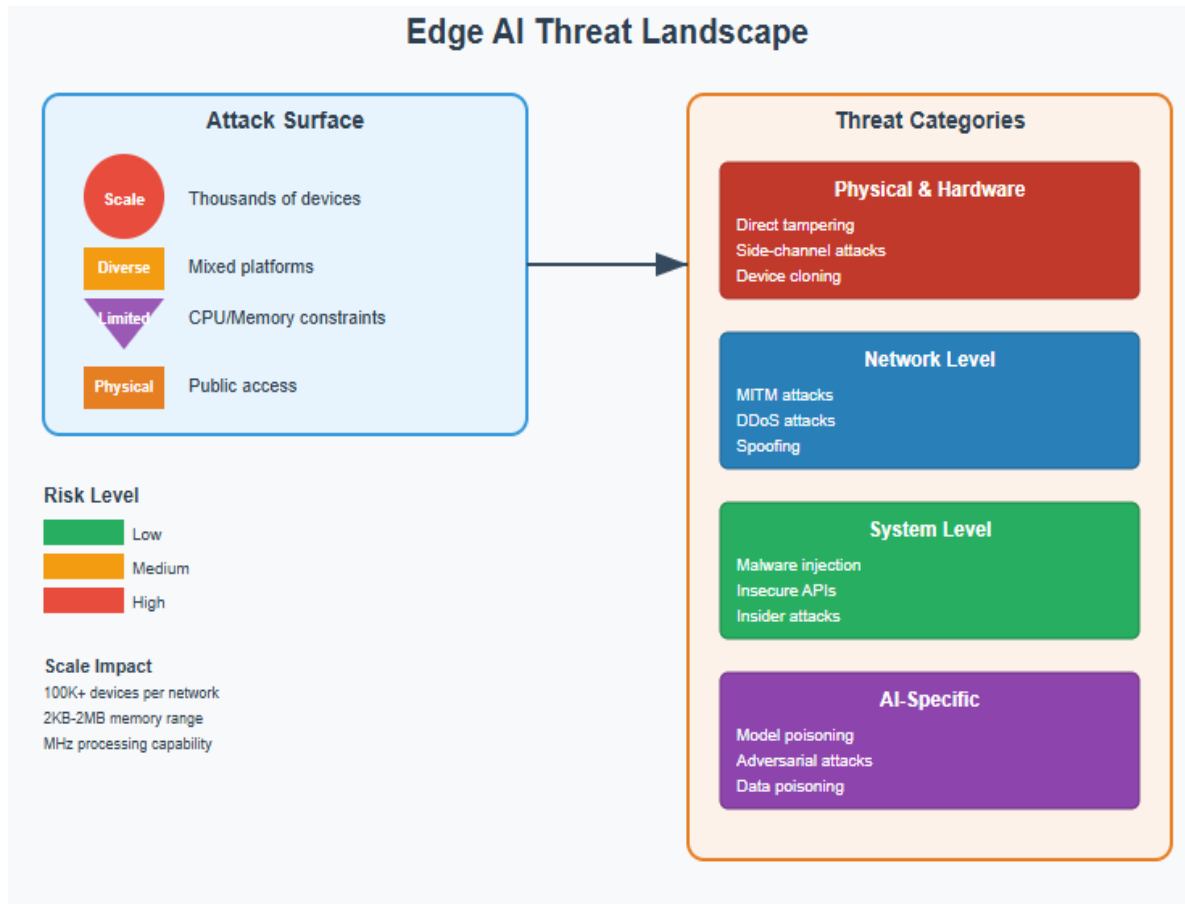 Edge AI Threat Landscape
Attack Surface
Scale
Thousands of devices
Diverse
Mixed platforms
Limited
CPU/Memory constraints
Physical
Public access
Risk Level
Low
Medium
High
Scale Impact
100K+ devices per network
2KB-2MB memory range
MHz processing capability
Threat Categories
Physical & Hardware
Direct tampering
Side-channel attacks
Device cloning
Network Level
MITM attacks
DDoS attacks
Spoofing
System Level
Malware injection
Insecure APIs
Insider attacks
AI-Specific
Model poisoning
Adversarial attacks
Data poisoning